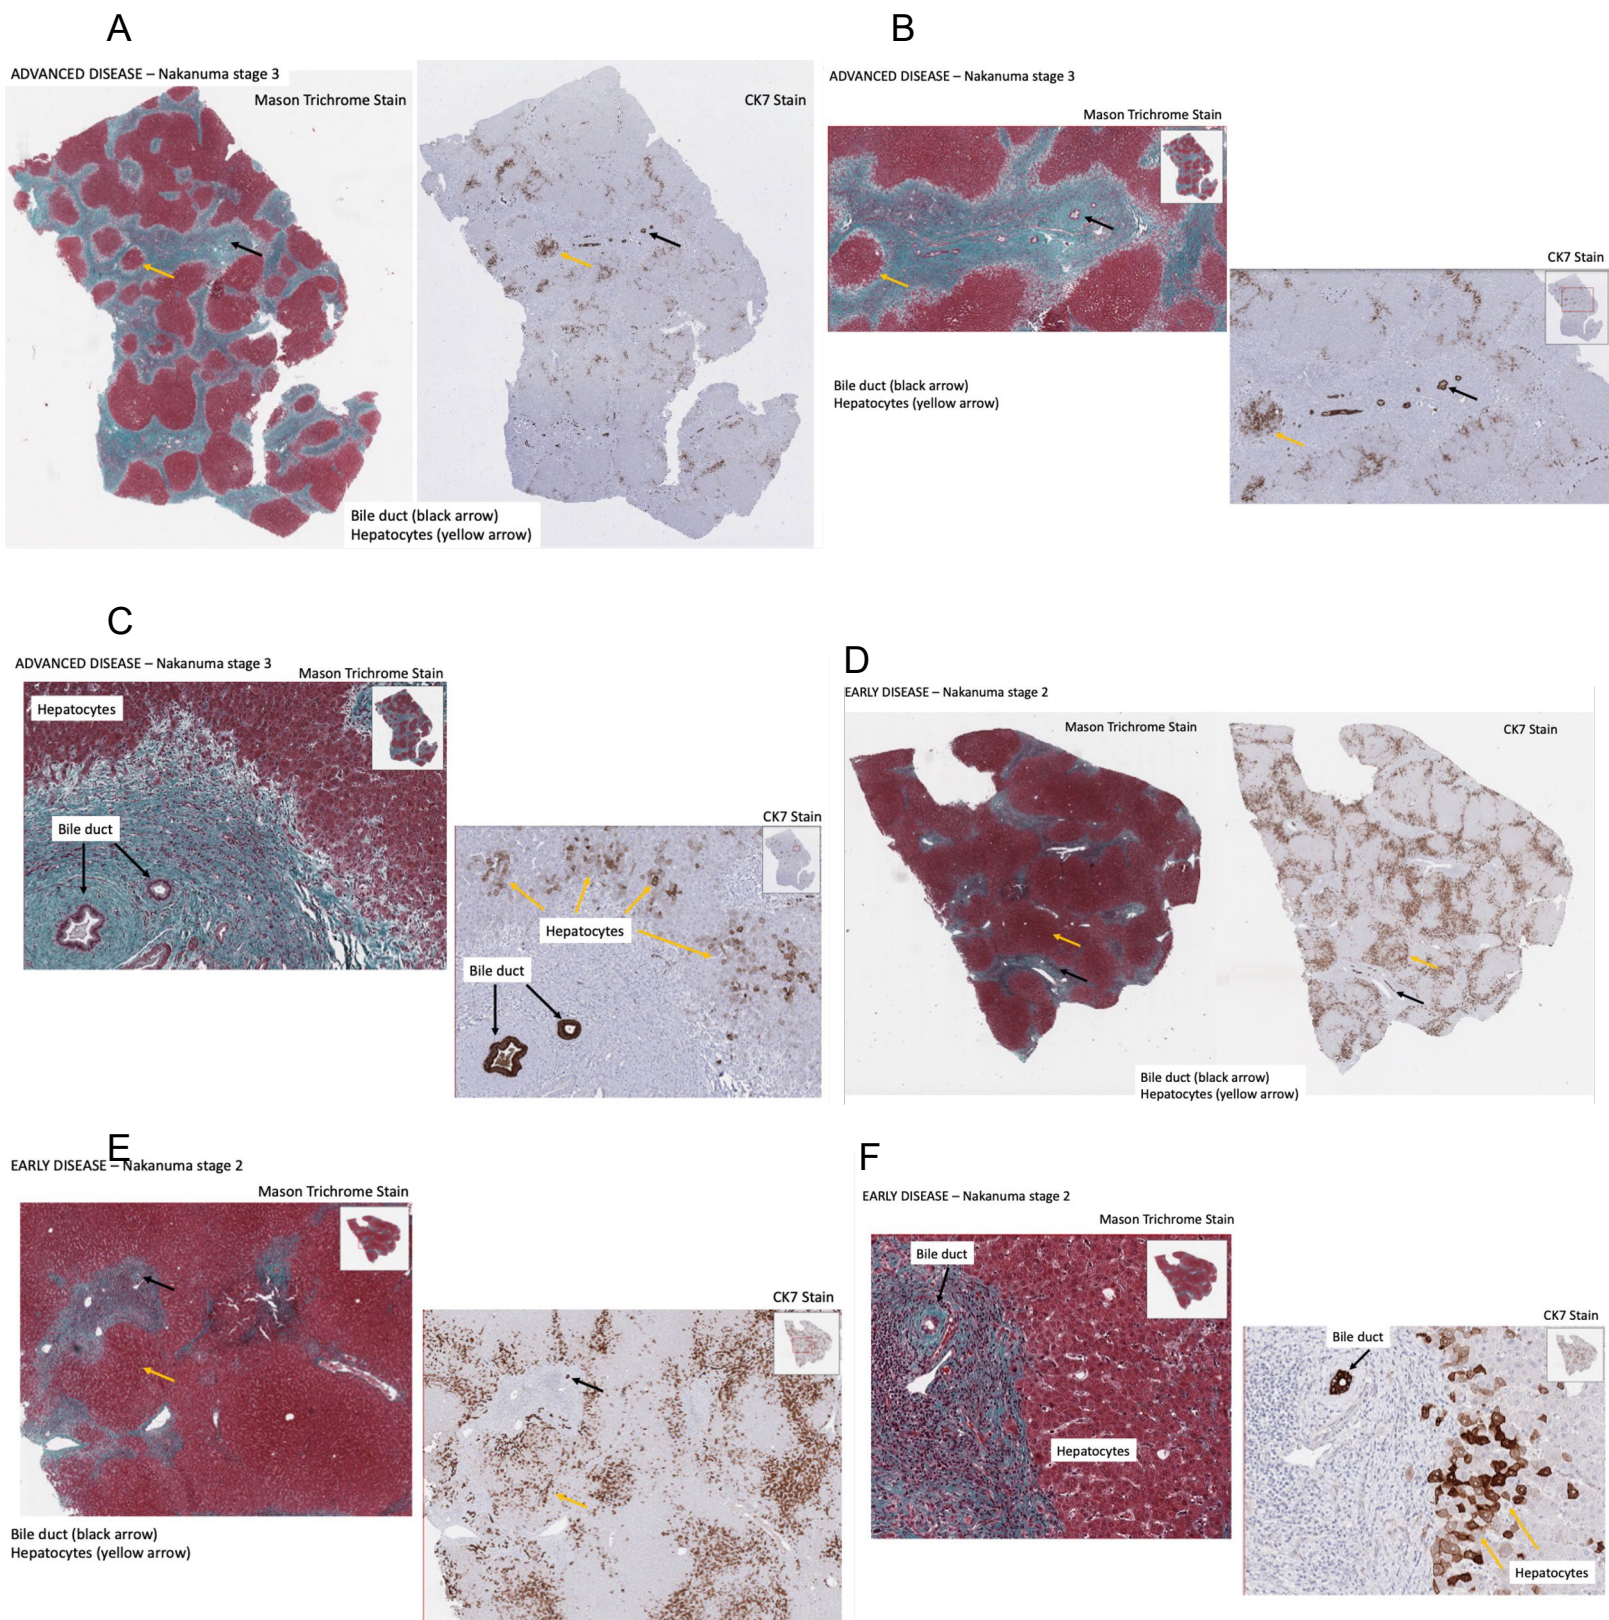 A
ADVANCED DISEASE – Nakanuma stage 3
Mason Trichrome Stain
CK7 Stain
Bile duct (black arrow)
Hepatocytes (yellow arrow)
B
ADVANCED DISEASE – Nakanuma stage 3
Mason Trichrome Stain
CK7 Stain
Bile duct (black arrow)
Hepatocytes (yellow arrow)
C
ADVANCED DISEASE – Nakanuma stage 3
Mason Trichrome Stain
Hepatocytes
Bile duct
CK7 Stain
Hepatocytes
Bile duct
D
EARLY DISEASE – Nakanuma stage 2
Mason Trichrome Stain
CK7 Stain
Bile duct (black arrow)
Hepatocytes (yellow arrow)
E
EARLY DISEASE – Nakanuma stage 2
Mason Trichrome Stain
CK7 Stain
Bile duct (black arrow)
Hepatocytes (yellow arrow)
F
EARLY DISEASE – Nakanuma stage 2
Mason Trichrome Stain
Bile duct
Hepatocytes
CK7 Stain
Bile duct
Hepatocytes